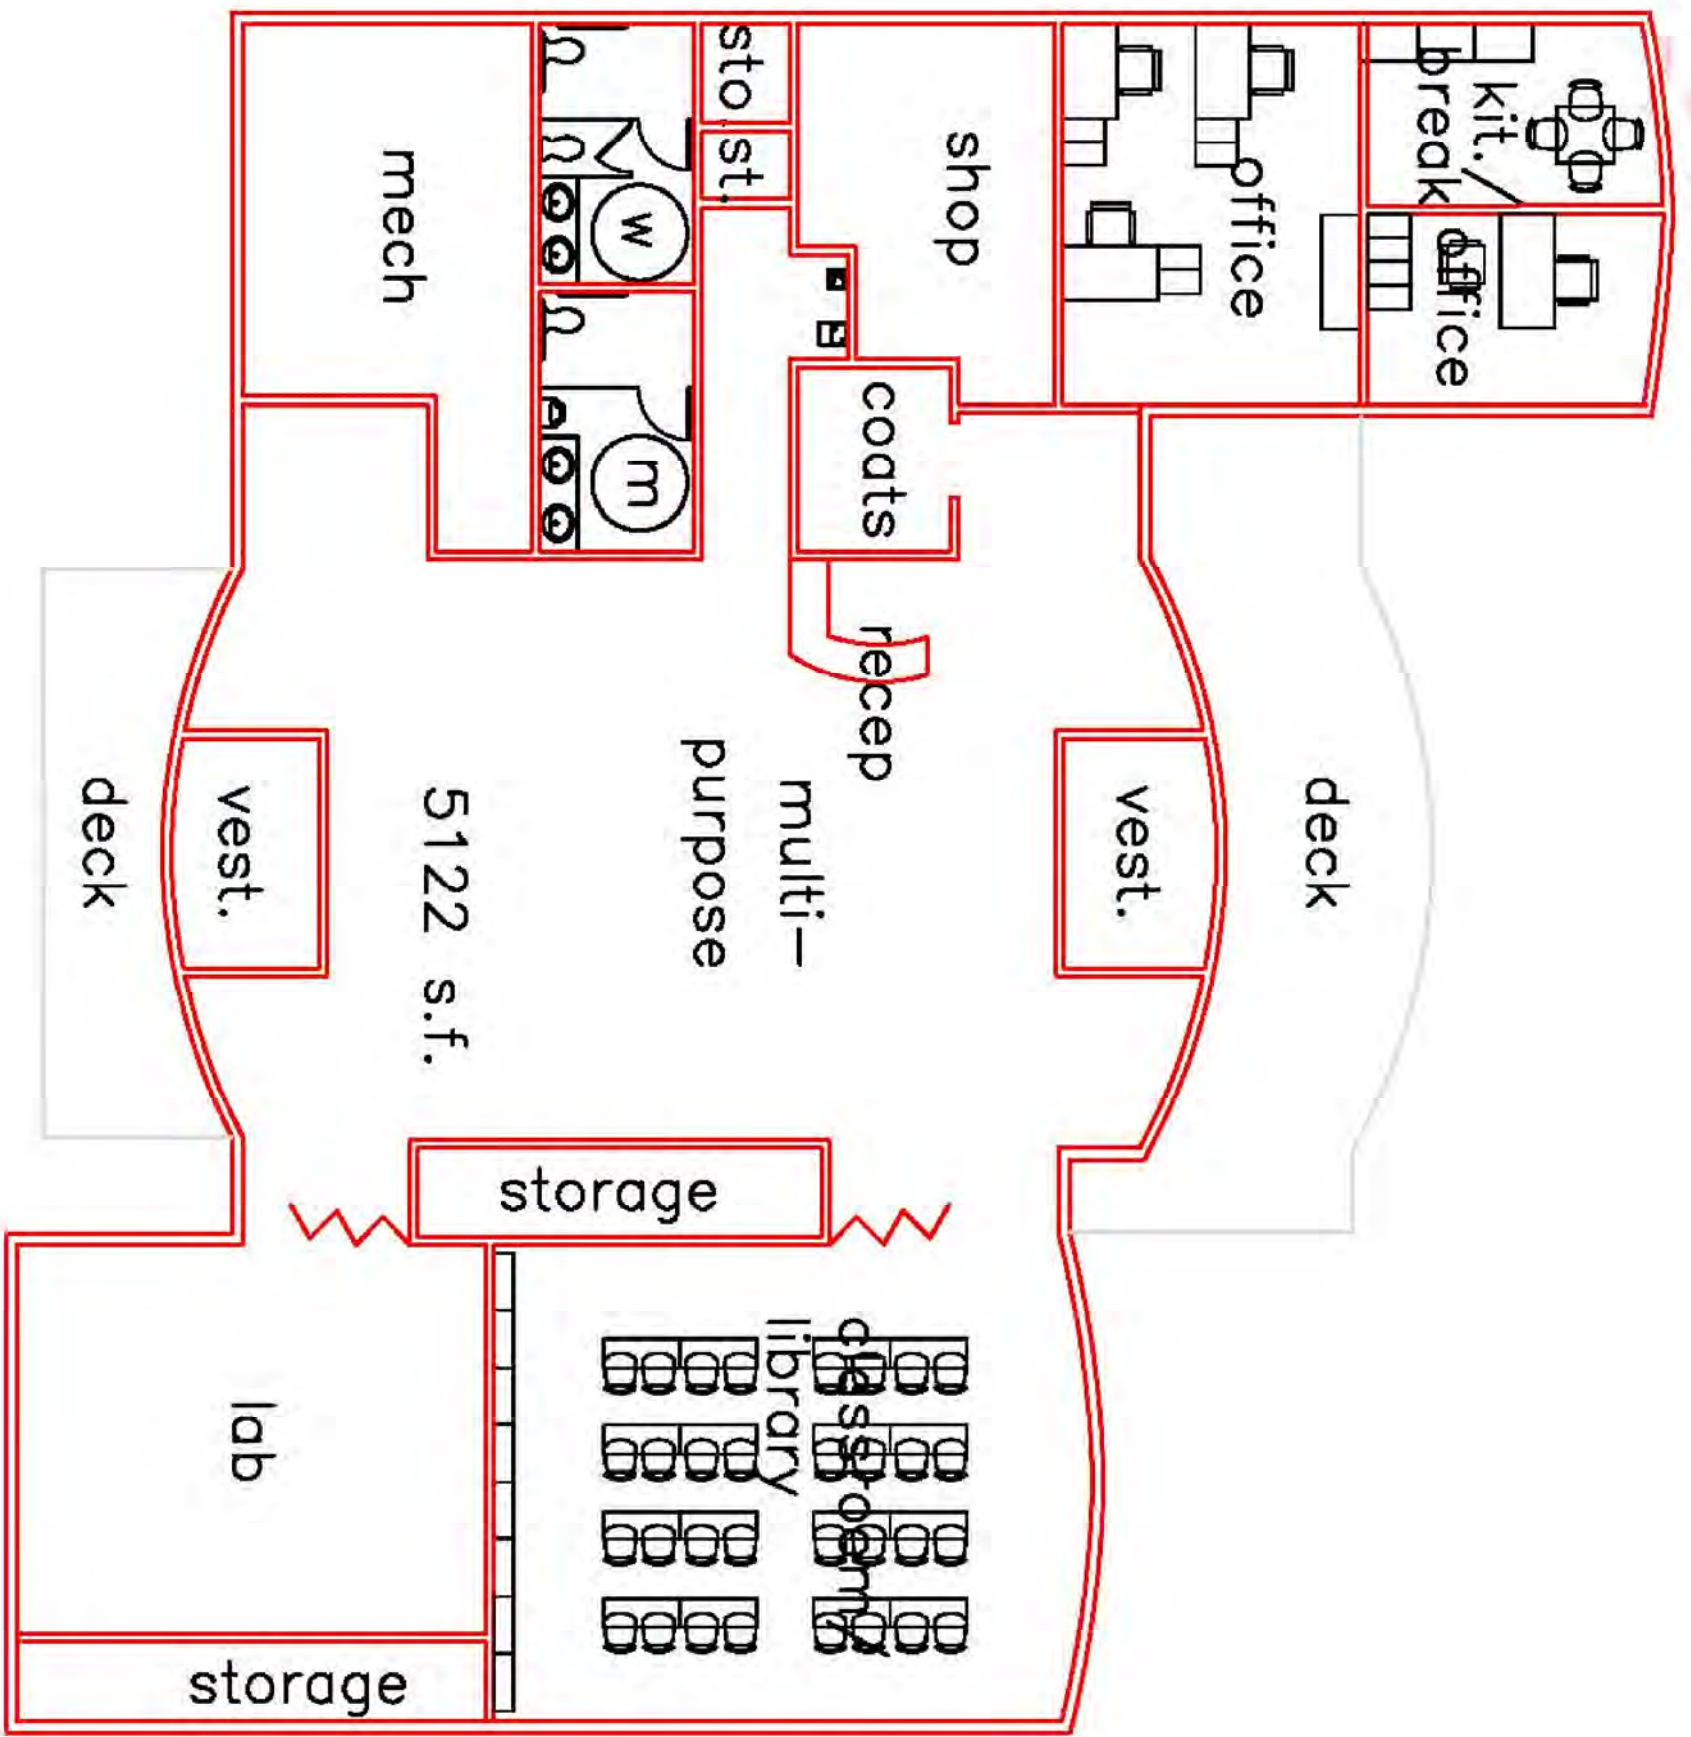 sto.
st.
mech
w
m
shop
coats
recep
office
kit.
break
office
deck
vest.
5122 s.f.
multi-
purpose
vest.
deck
storage
lab
storage
classroom/
library